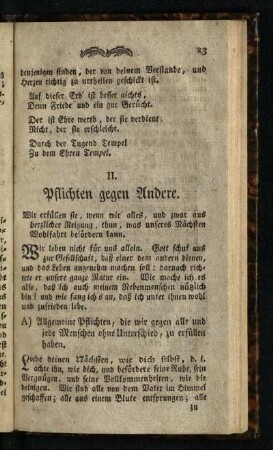 23
denjenigen finden, der von deinem Verstande, und
Herzen richtig zu urtheilen geschickt ist.
Auf dieser Erd' ist besser nichts,
Denn Friede und ein gut Gerücht.
Der ist Ehre werth, der sie verdient;
Nicht, der sie erschleicht.
Durch der Tugend Tempel
Zu dem Ehren Tempel.
II.
Pflichten gegen Andere.
Wir erfüllen sie, wenn wir alles, und zwar aus
herzlicher Neigung, thun, was unseres Nächsten
Wohlfahrt befördern kann.
Wir leben nicht für uns allein. Gott schuf uns
zur Gesellschaft, daß einer dem andern dienen,
und das Leben angenehm machen soll: darnach rich-
tete er unsere ganze Natur ein. Wie mache ich es
also, daß ich auch meinem Nebenmenschen nützlich
bin? und wie fang ich es an, daß ich unter ihnen wohl
und zufrieden lebe.
A) Allgemeine Pflichten, die wir gegen alle und
jede Menschen ohne Unterschied, zu erfüllen
haben.
Liebe deinen Nächsten, wie dich selbst, d. i.
achte ihn, wie dich, und befördere seine Ruhe, sein
Vergnügen, und seine Vollkommenheiten, wie die
deinigen. Wir sind alle von dem Vater im Himmel
geschaffen; alle aus einem Blute entsprungen; alle
zu